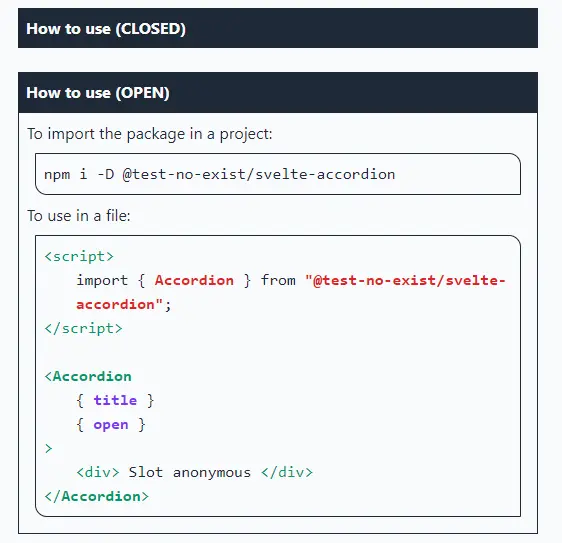 How to use (CLOSED)
How to use (OPEN)
To import the package in a project:
npm i -D @test-no-exist/svelte-accordion
To use in a file:
<script>
import { Accordion } from "@test-no-exist/svelte-
accordion";
</script>
<Accordion
{ title }
{ open }
>
<div> Slot anonymous </div>
</Accordion>